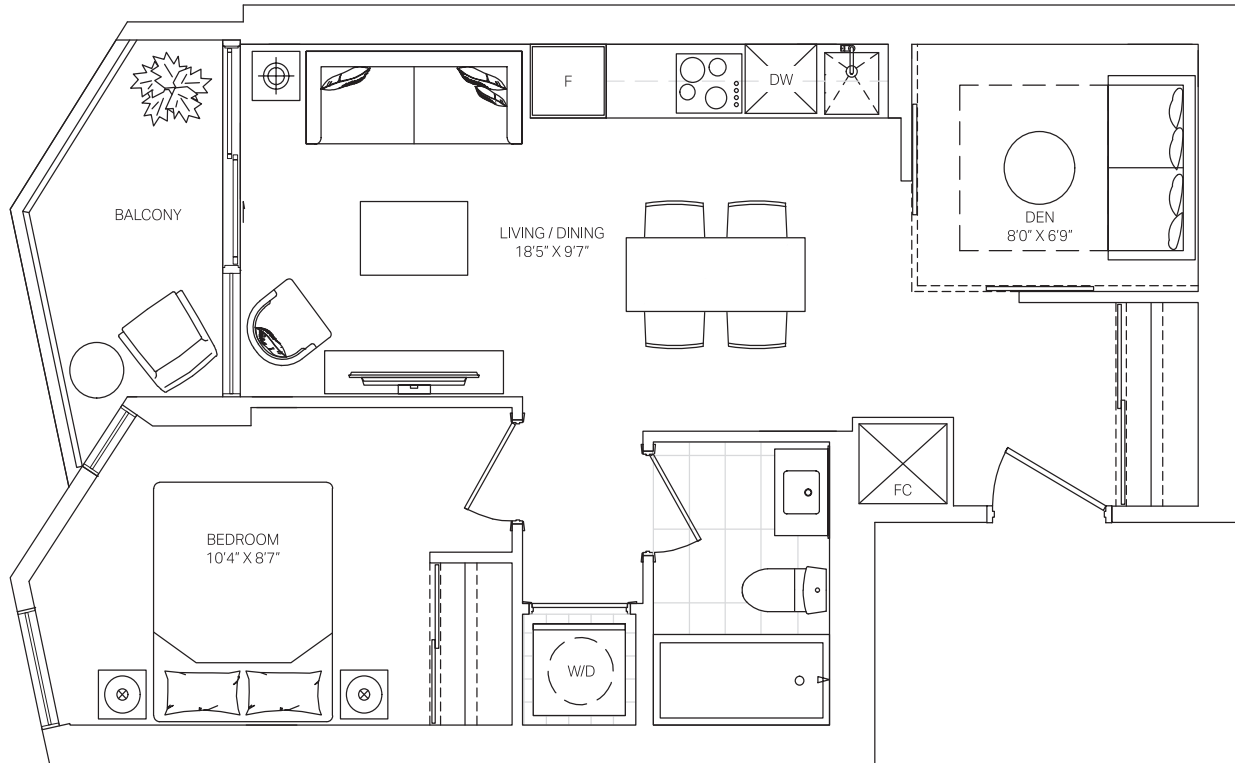 F
DW
BALCONY
LIVING / DINING
18'5" X 9'7"
DEN
8'0" X 6'9"
FC
BEDROOM
10'4" X 8'7"
W/D